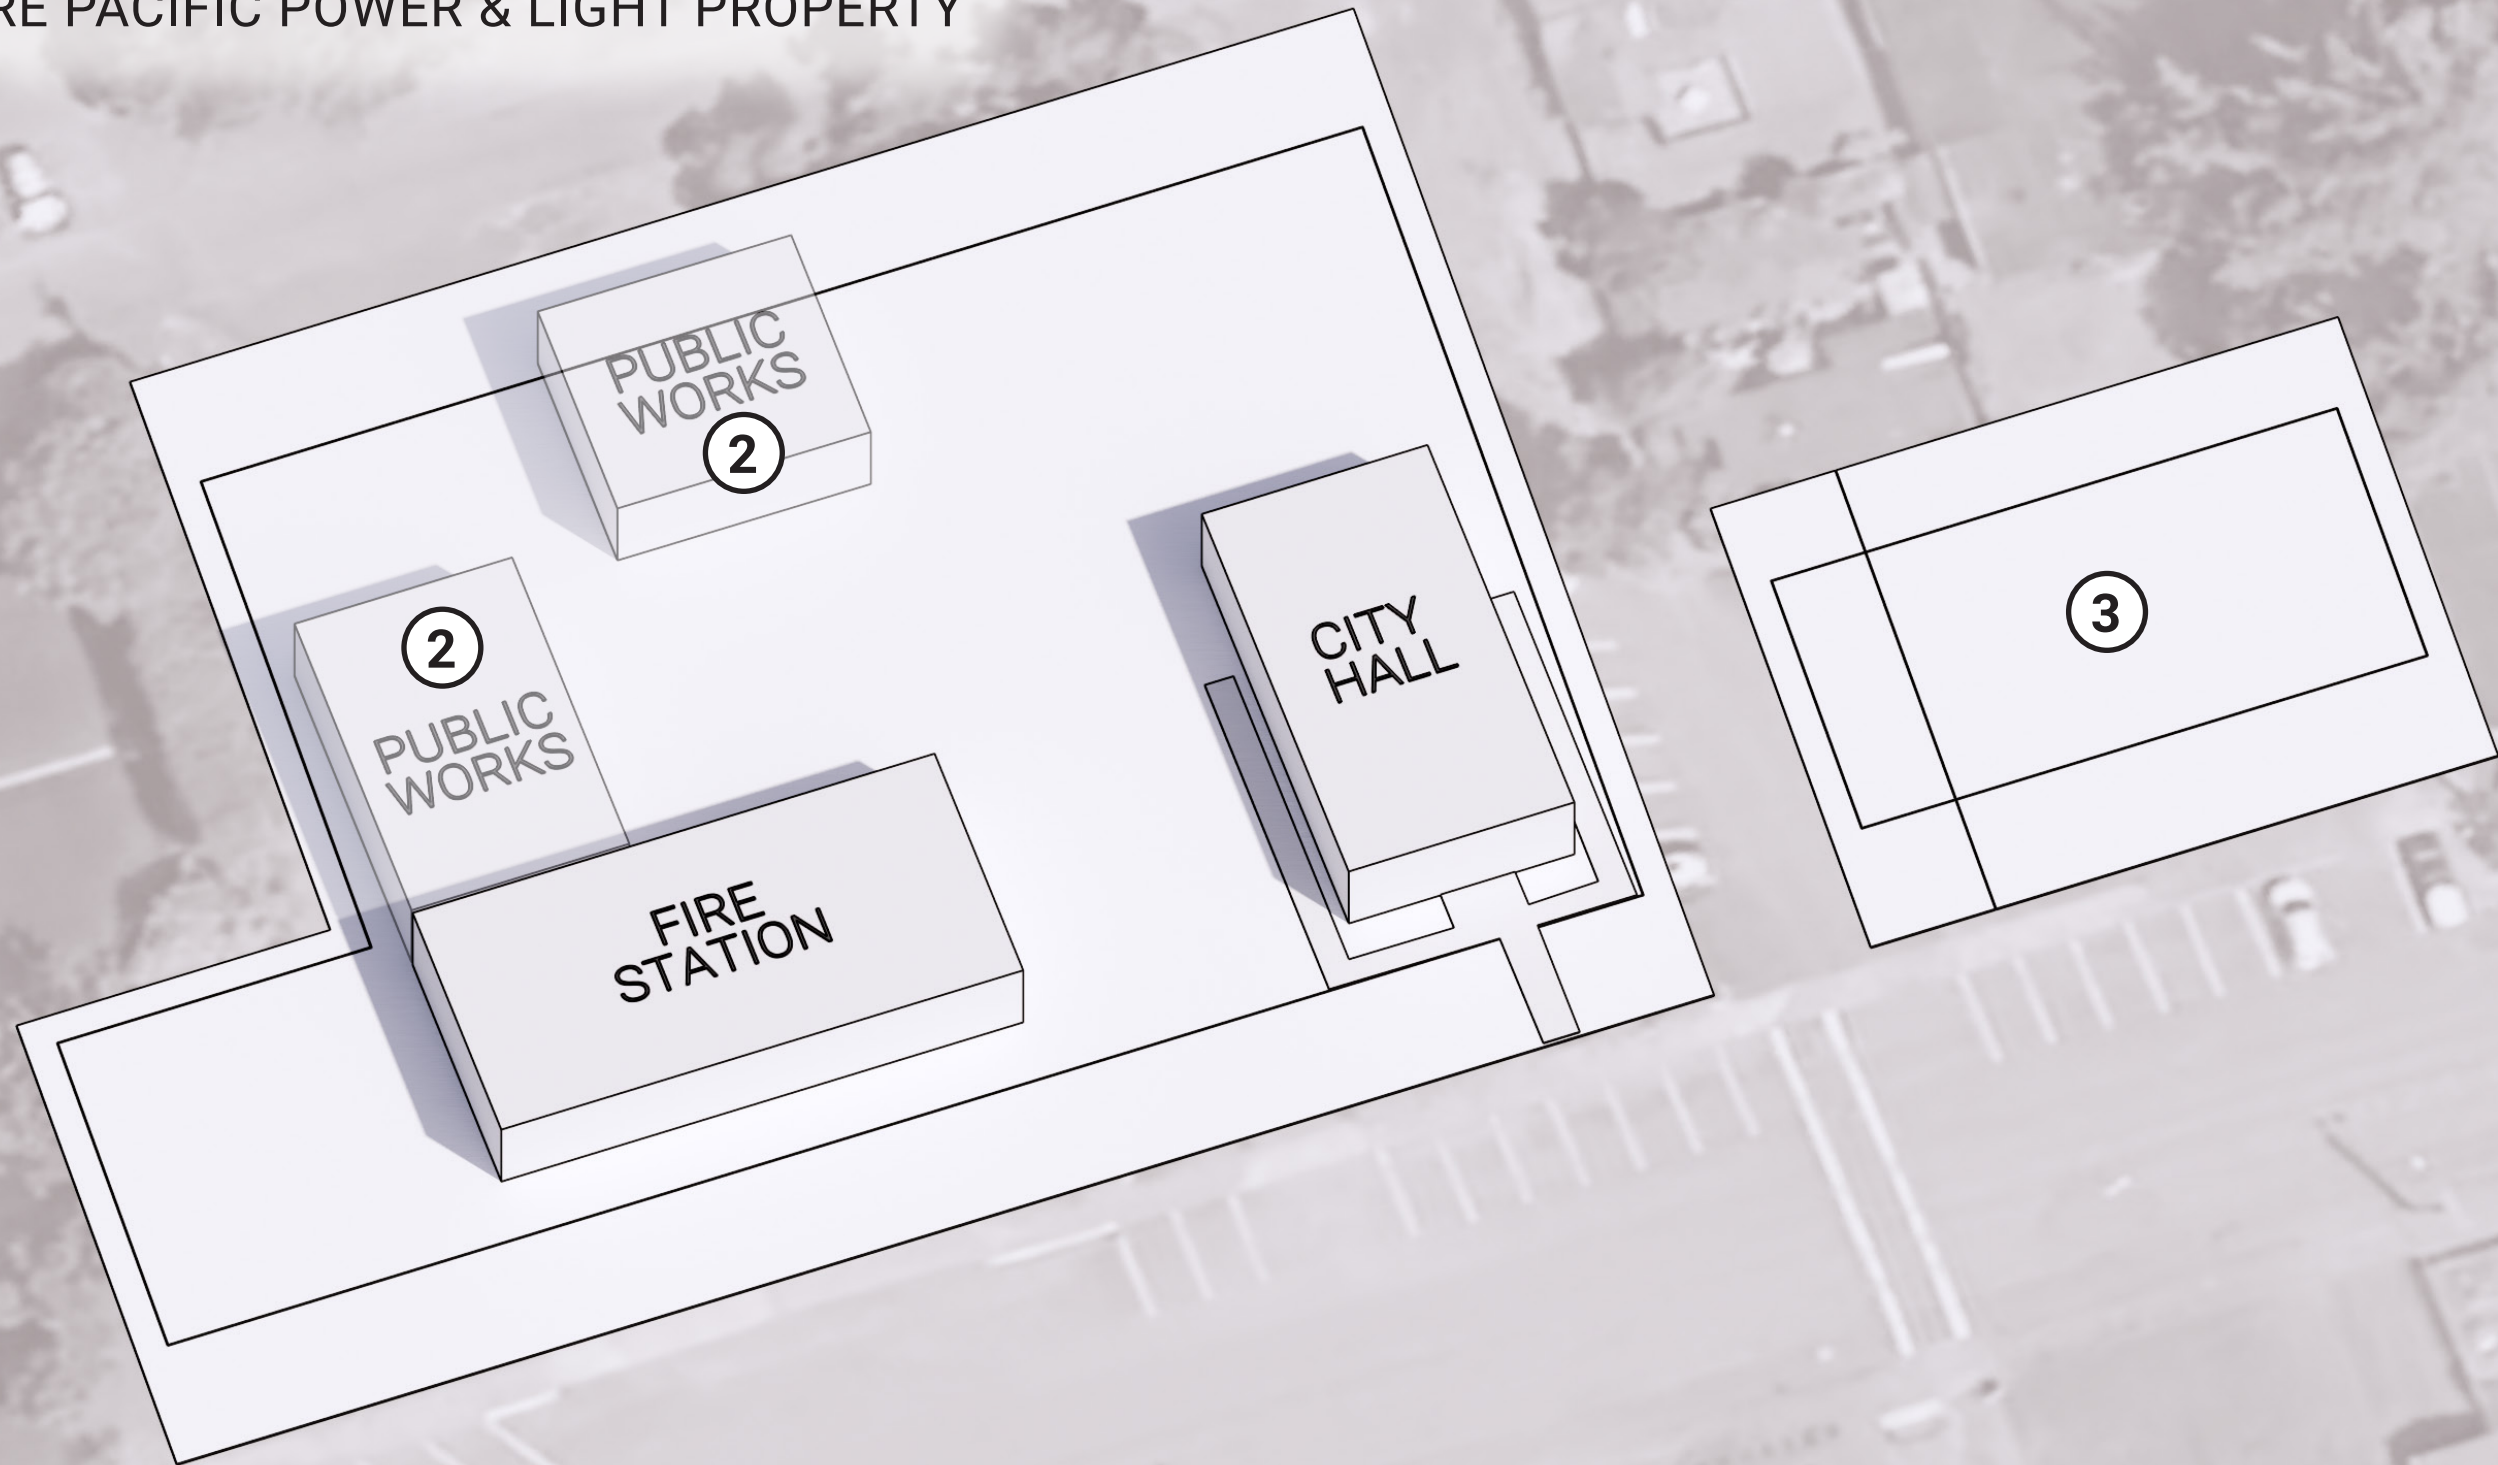 RE PACIFIC POWER & LIGHT PROPERTY
PUBLIC
WORKS
2
2
PUBLIC
WORKS
CITY
HALL
3
FIRE
STATION